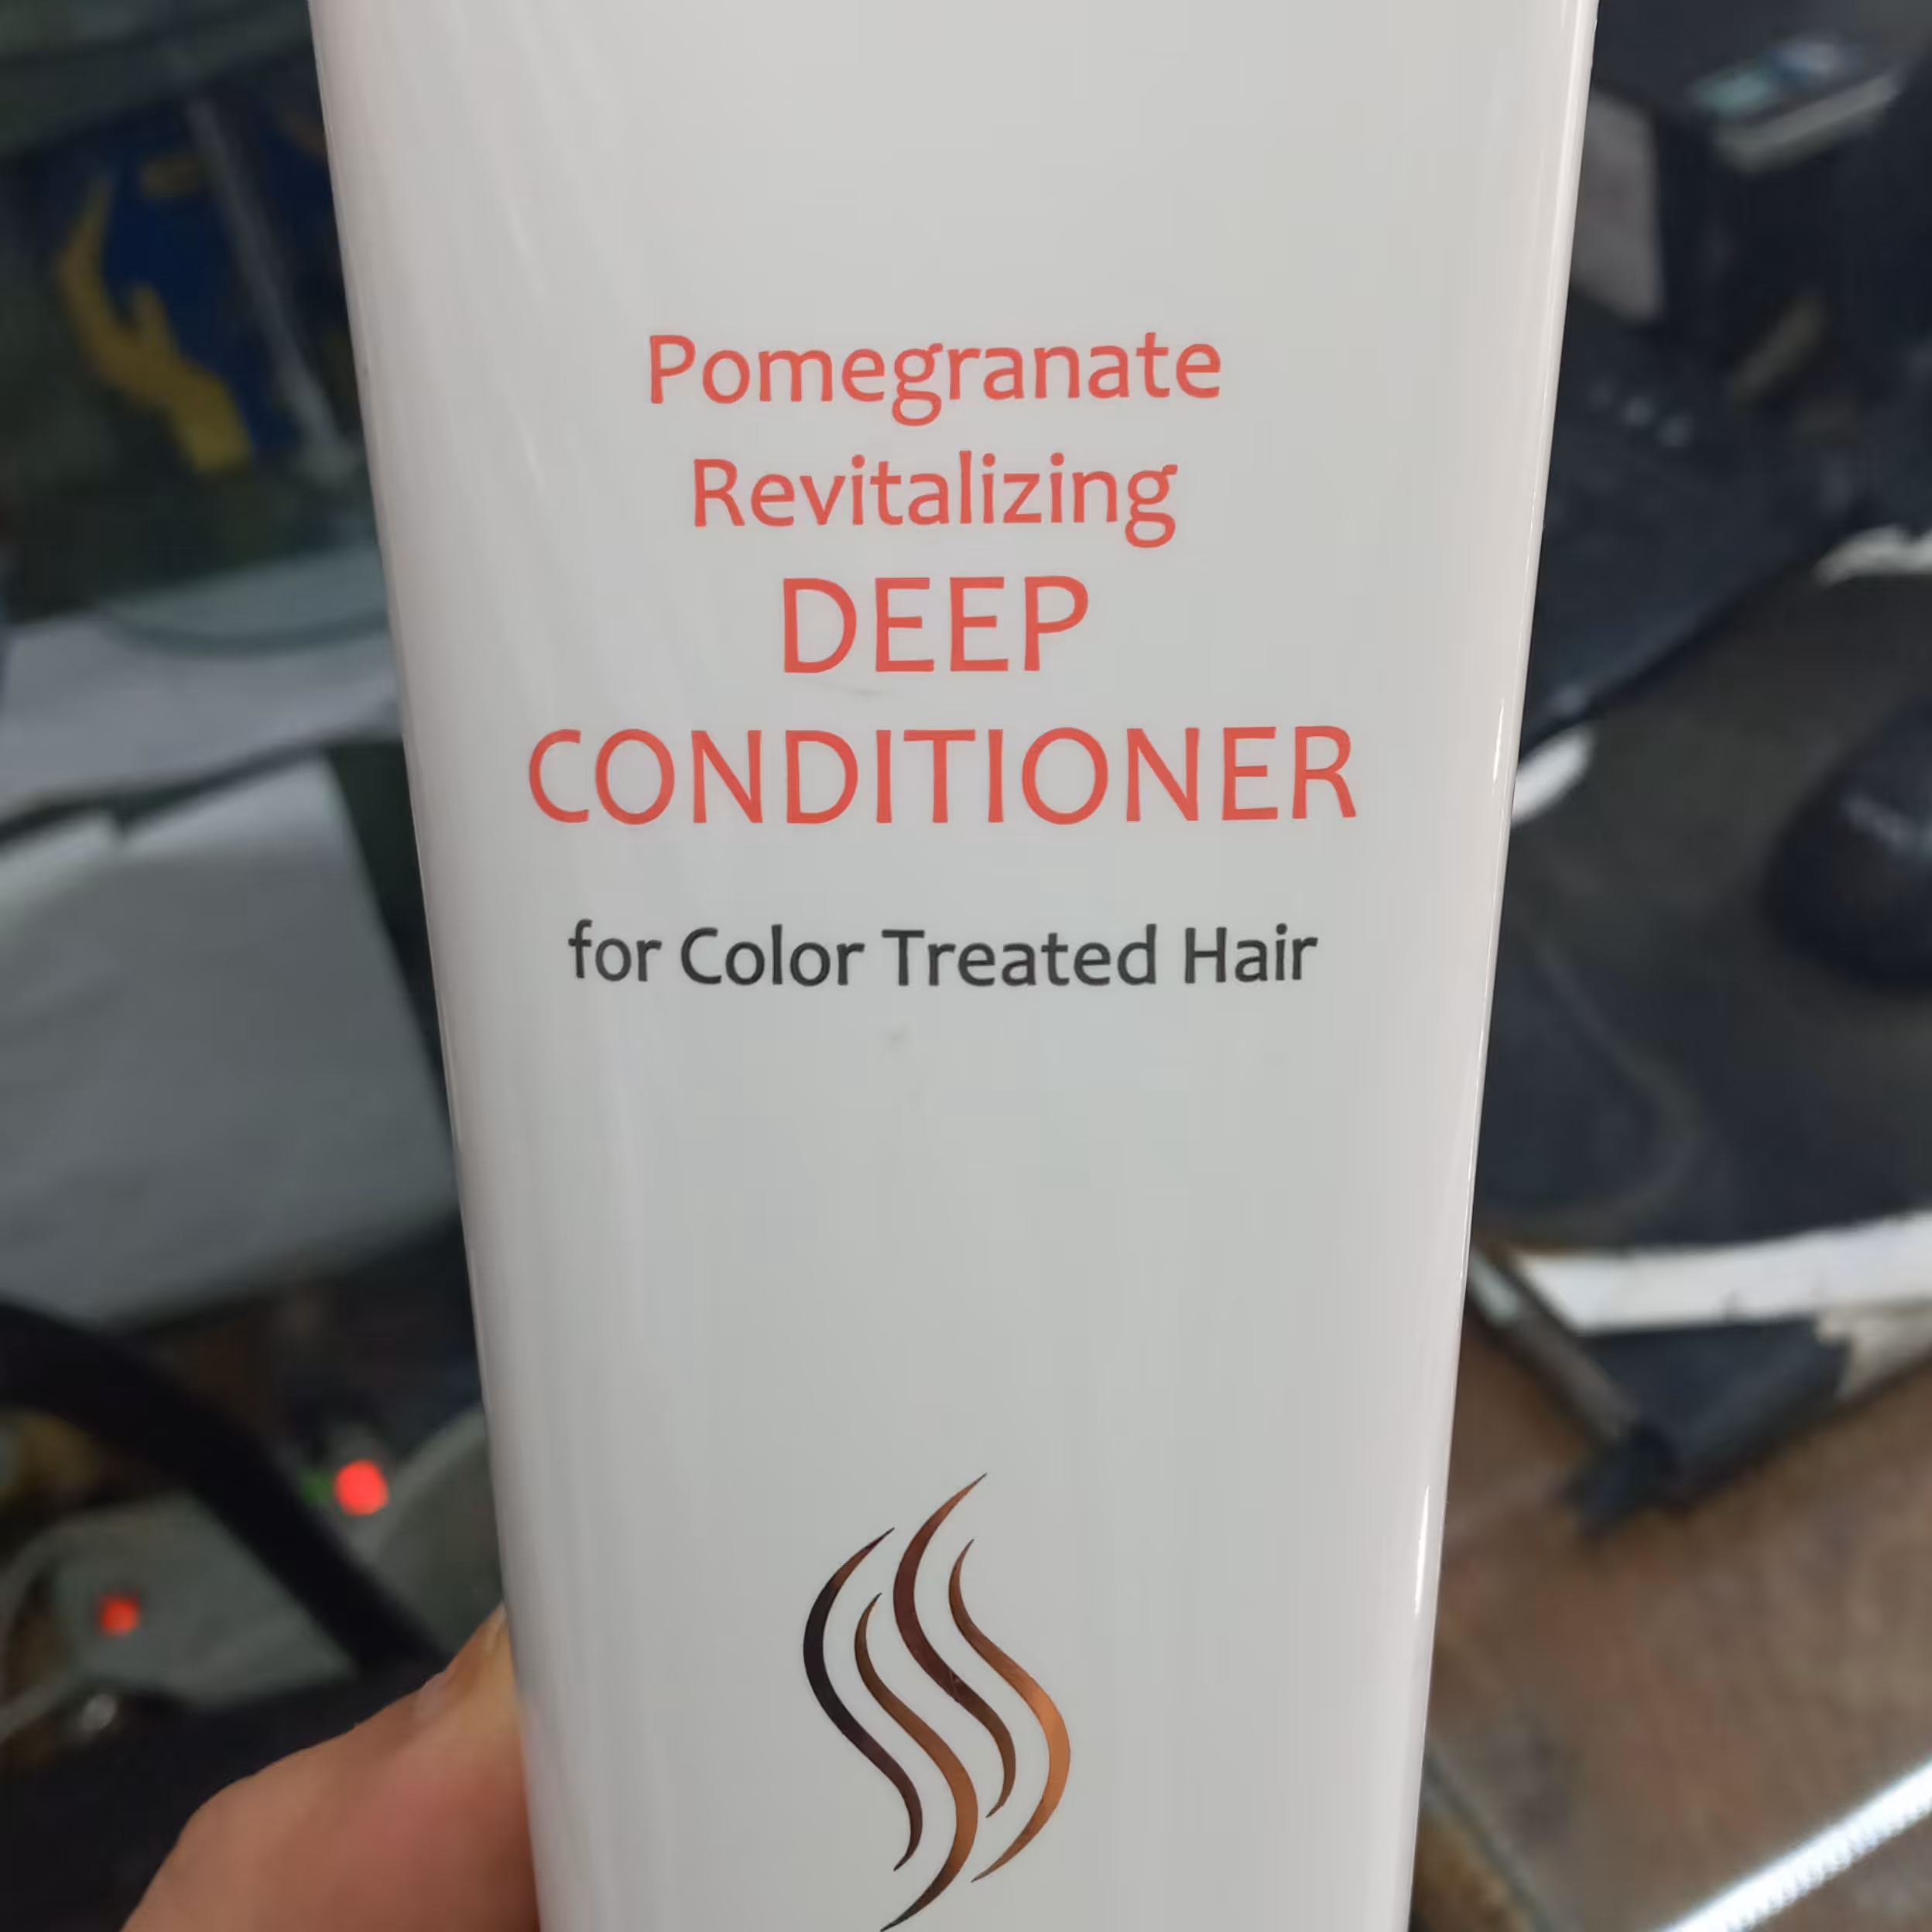 Pomegranate
Revitalizing
DEEP
CONDITIONER
for Color Treated Hair